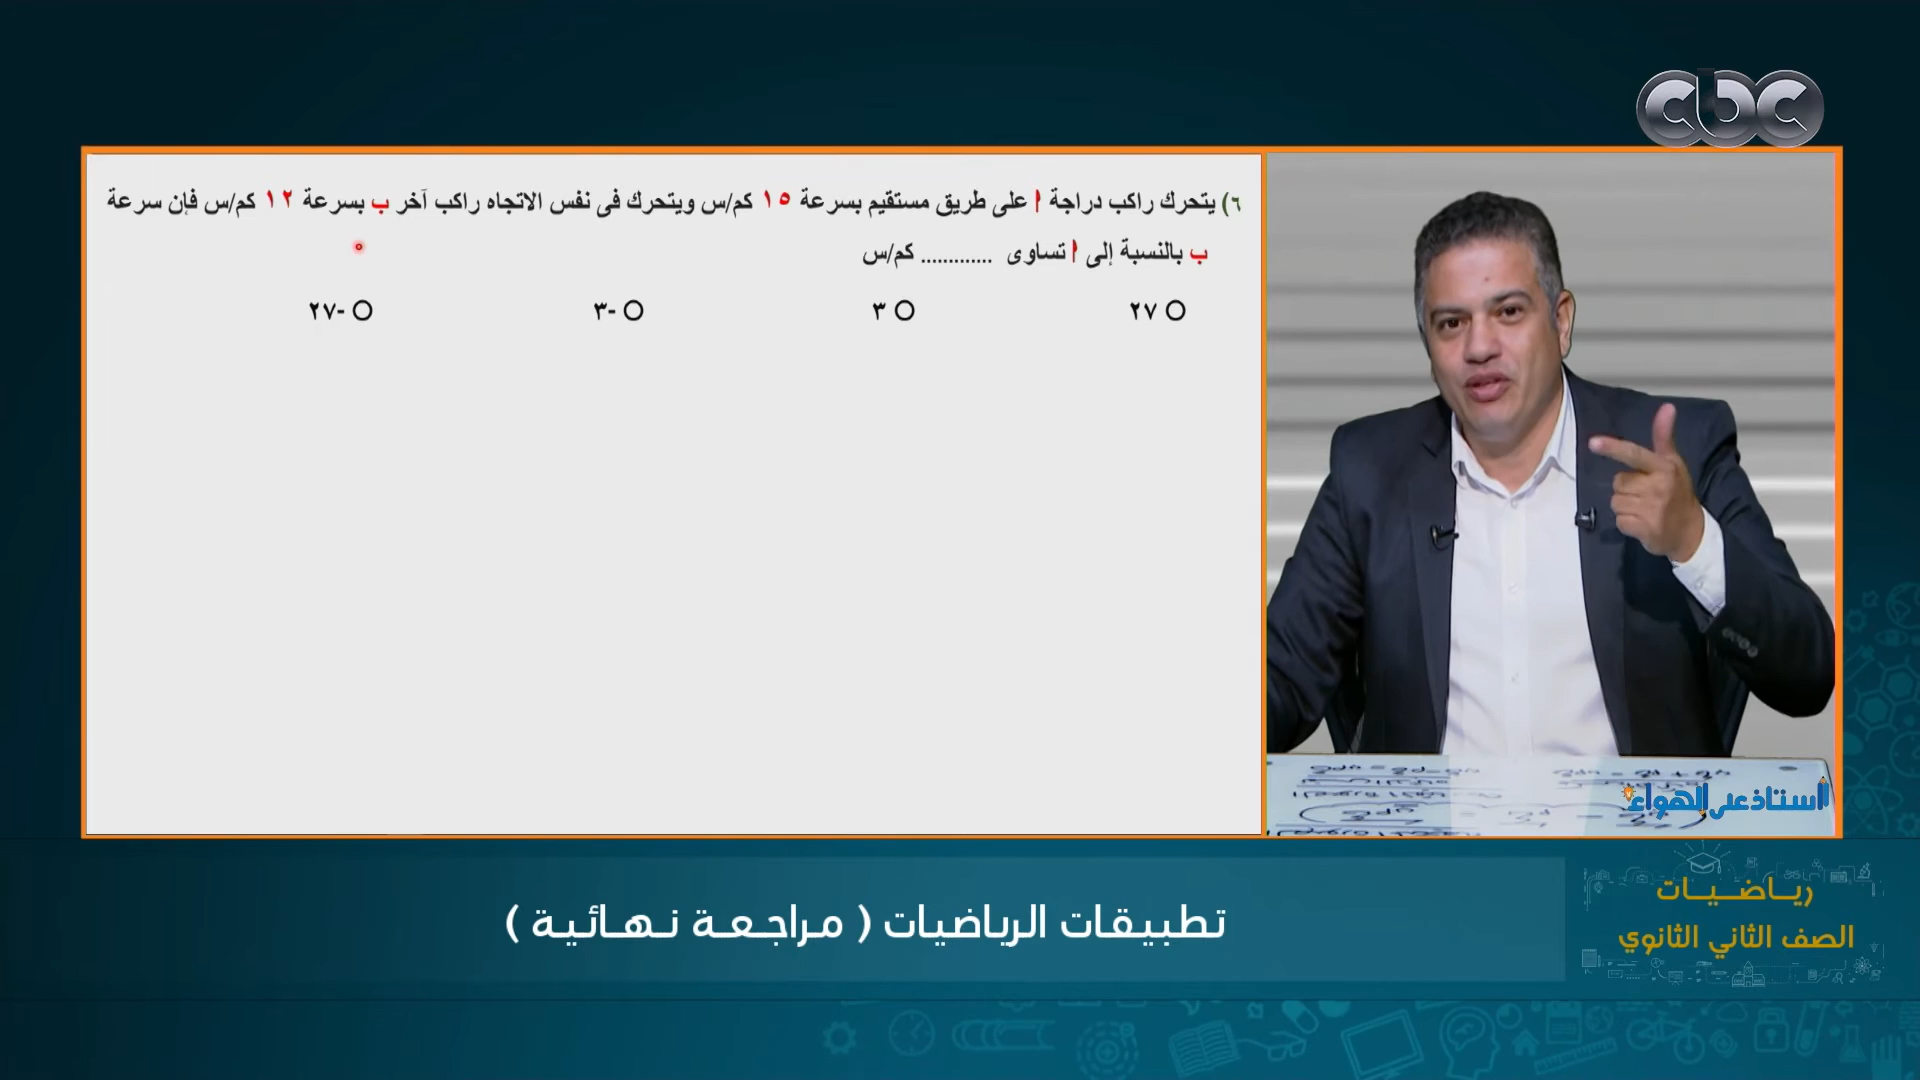 cbc
٦) يتحرك راكب دراجة أ على طريق مستقيم بسرعة ١٥ كم/س ويتحرك فى نفس الاتجاه راكب آخر ب بسرعة ١٢ كم/س فإن سرعة
ب بالنسبة إلى أ تساوى ............. كم/س
٢٧
٣
-٣
-٢٧
أستاذ على الهواء
رياضيات
الصف الثاني الثانوي
تطبيقات الرياضيات ( مراجعة نهائية )